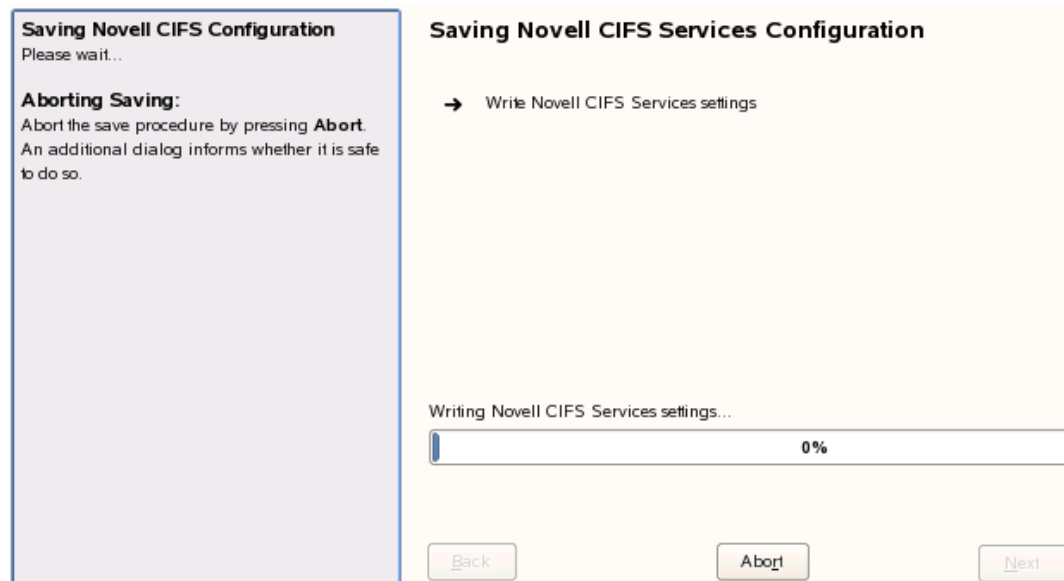 Saving Novell CIFS Configuration
Please wait...
Aborting Saving:
Abort the save procedure by pressing Abort.
An additional dialog informs whether it is safe
to do so.
Saving Novell CIFS Services Configuration
Write Novell CIFS Services settings
Writing Novell CIFS Services settings...
0%
Back
Abort
Next